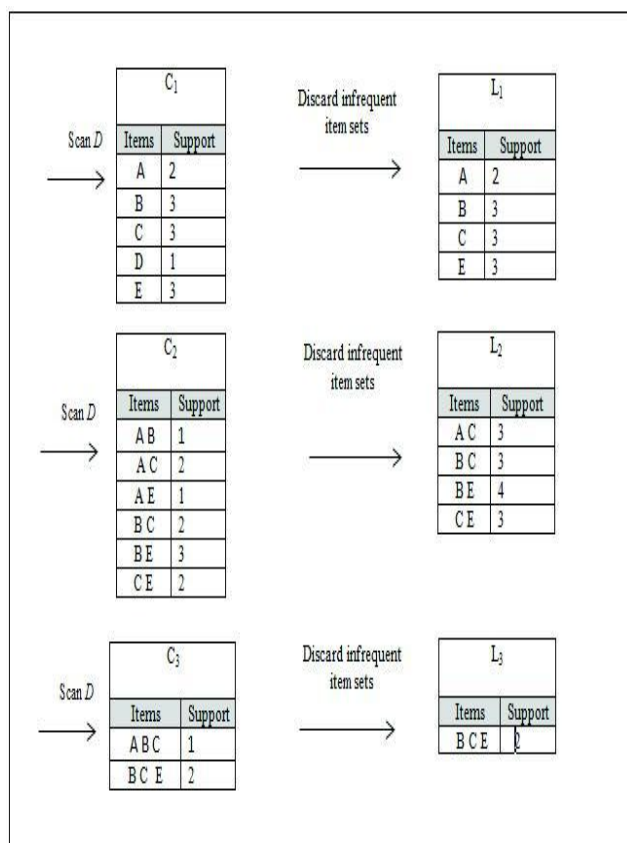 C1
Scan D
Items Support
A 2
B 3
C 3
D 1
E 3
Discard infrequent
item sets
L1
Items Support
A 2
B 3
C 3
E 3
C2
Scan D
Items Support
A B 1
A C 2
A E 1
B C 2
B E 3
C E 2
Discard infrequent
item sets
L2
Items Support
A C 3
B C 3
B E 4
C E 3
C3
Scan D
Items Support
A B C 1
B C E 2
Discard infrequent
item sets
L3
Items Support
B C E 2